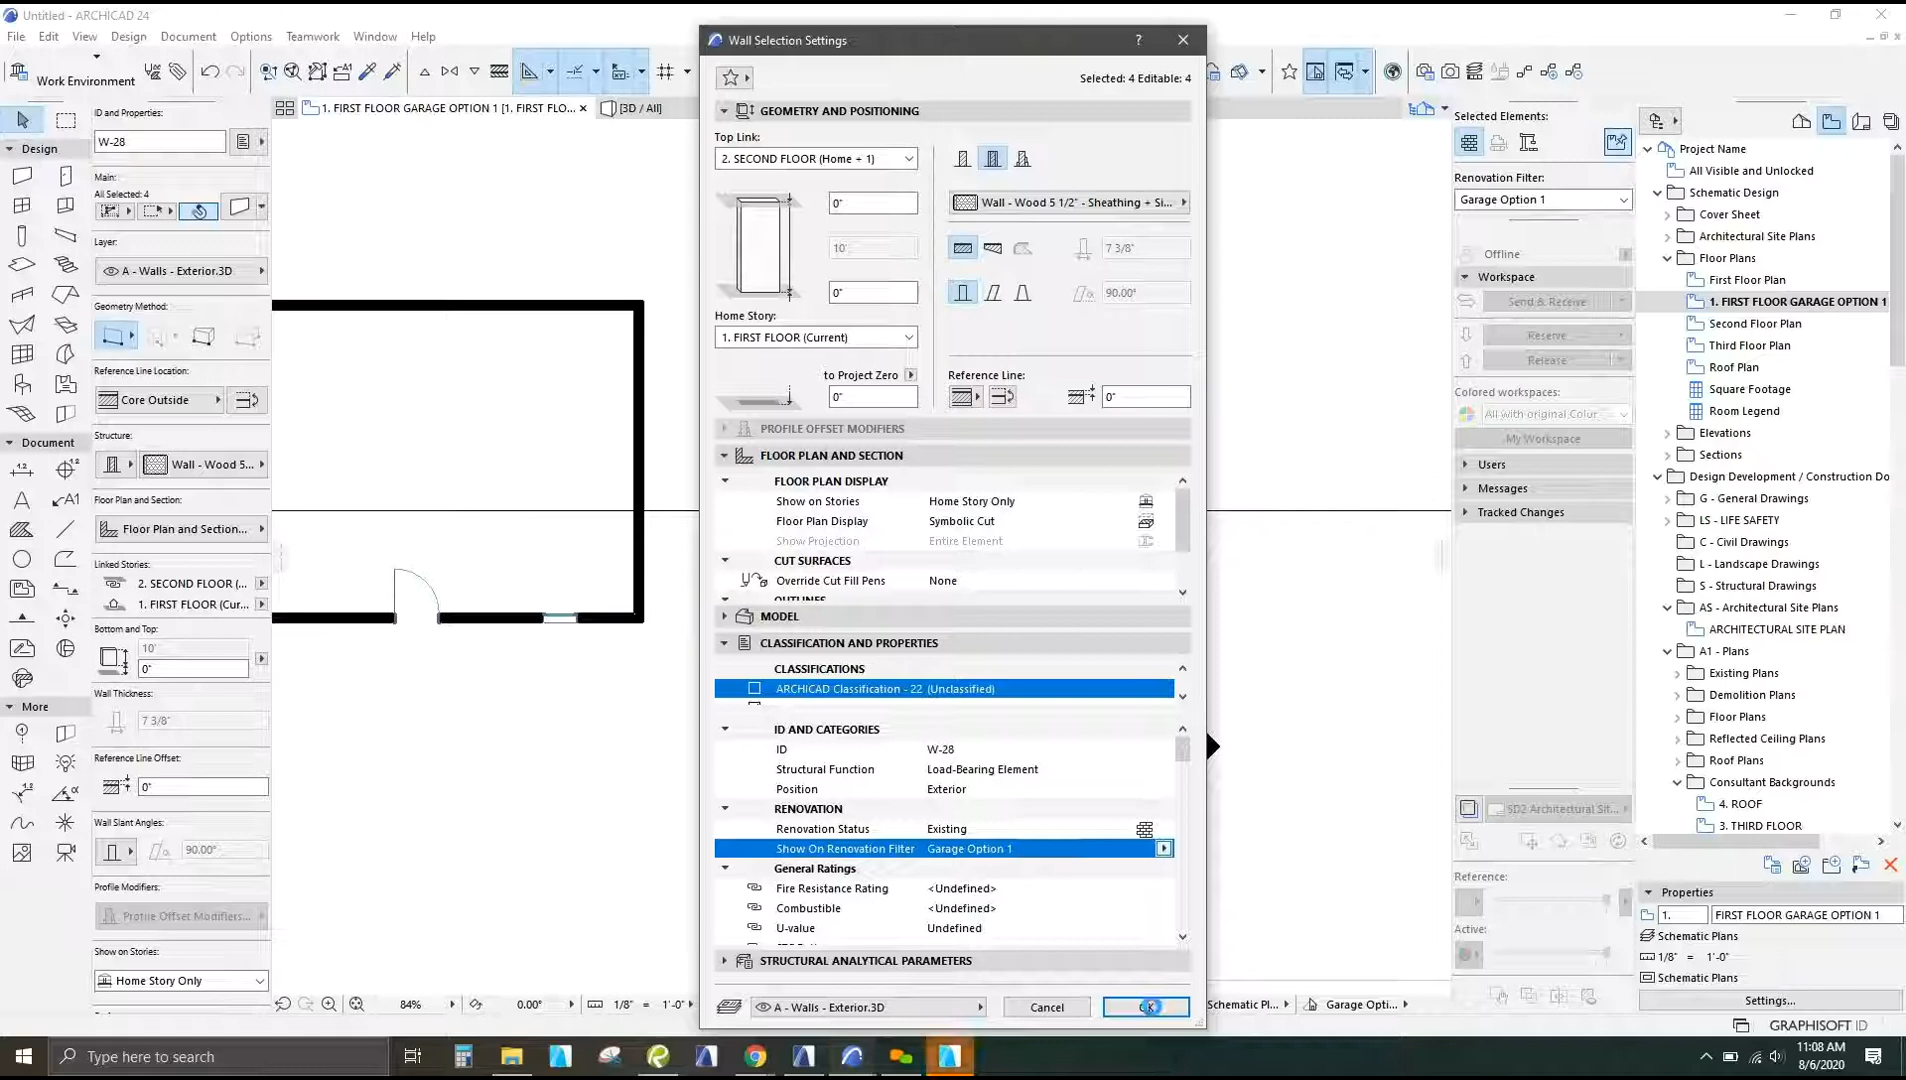 Untitled - ARCHICAD 24
File Edit View Design Document Options Teamwork Window Help
Work Environment
1. FIRST FLOOR GARAGE OPTION 1 [1. FIRST FLO...
[3D / All]
ID and Properties:
W-28
Design
Main:
All Selected: 4
Layer:
A - Walls - Exterior.3D
Geometry Method:
Reference Line Location:
Core Outside
Structure:
Wall - Wood 5...
Document
Floor Plan and Section:
Floor Plan and Section...
Linked Stories:
2. SECOND FLOOR (...
1. FIRST FLOOR (Cur...
Bottom and Top:
10'
0"
Wall Thickness:
7 3/8"
More
Reference Line Offset:
0"
Wall Slant Angles:
90.00°
Profile Modifiers:
Profile Offset Modifiers...
Show on Stories:
Home Story Only
Wall Selection Settings
?
Selected: 4 Editable: 4
GEOMETRY AND POSITIONING
Top Link:
2. SECOND FLOOR (Home + 1)
0"
Wall - Wood 5 1/2" - Sheathing + Si...
10'
7 3/8"
0"
90.00°
Home Story:
1. FIRST FLOOR (Current)
to Project Zero
Reference Line:
0"
0"
PROFILE OFFSET MODIFIERS
FLOOR PLAN AND SECTION
FLOOR PLAN DISPLAY
Show on Stories Home Story Only
Floor Plan Display Symbolic Cut
Show Projection Entire Element
CUT SURFACES
Override Cut Fill Pens None
OUTLINES
MODEL
CLASSIFICATION AND PROPERTIES
CLASSIFICATIONS
ARCHICAD Classification - 22 (Unclassified)
ID AND CATEGORIES
ID W-28
Structural Function Load-Bearing Element
Position Exterior
RENOVATION
Renovation Status Existing
Show On Renovation Filter Garage Option 1
General Ratings
Fire Resistance Rating <Undefined>
Combustible <Undefined>
U-value Undefined
STRUCTURAL ANALYTICAL PARAMETERS
A - Walls - Exterior.3D
Cancel
84%
0.00°
1/8" = 1'-0"
Schematic Pl...
Garage Opti...
Selected Elements:
Renovation Filter:
Garage Option 1
Offline
Workspace
Send & Receive
Reserve
Release
Colored workspaces:
All with original Colur
My Workspace
Users
Messages
Tracked Changes
SD2 Architectural Sit...
Reference:
Active:
Project Name
All Visible and Unlocked
Schematic Design
Cover Sheet
Architectural Site Plans
Floor Plans
First Floor Plan
1. FIRST FLOOR GARAGE OPTION 1
Second Floor Plan
Third Floor Plan
Roof Plan
Square Footage
Room Legend
Elevations
Sections
Design Development / Construction Do
G - General Drawings
LS - LIFE SAFETY
C - Civil Drawings
L - Landscape Drawings
S - Structural Drawings
AS - Architectural Site Plans
ARCHITECTURAL SITE PLAN
A1 - Plans
Existing Plans
Demolition Plans
Floor Plans
Reflected Ceiling Plans
Roof Plans
Consultant Backgrounds
4. ROOF
3. THIRD FLOOR
Properties
1.
FIRST FLOOR GARAGE OPTION 1
Schematic Plans
1/8" = 1'-0"
Schematic Plans
Settings...
GRAPHISOFT ID
Type here to search
11:08 AM
8/6/2020